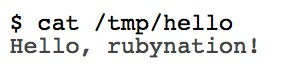 $ cat /tmp/hello
Hello, rubynation!